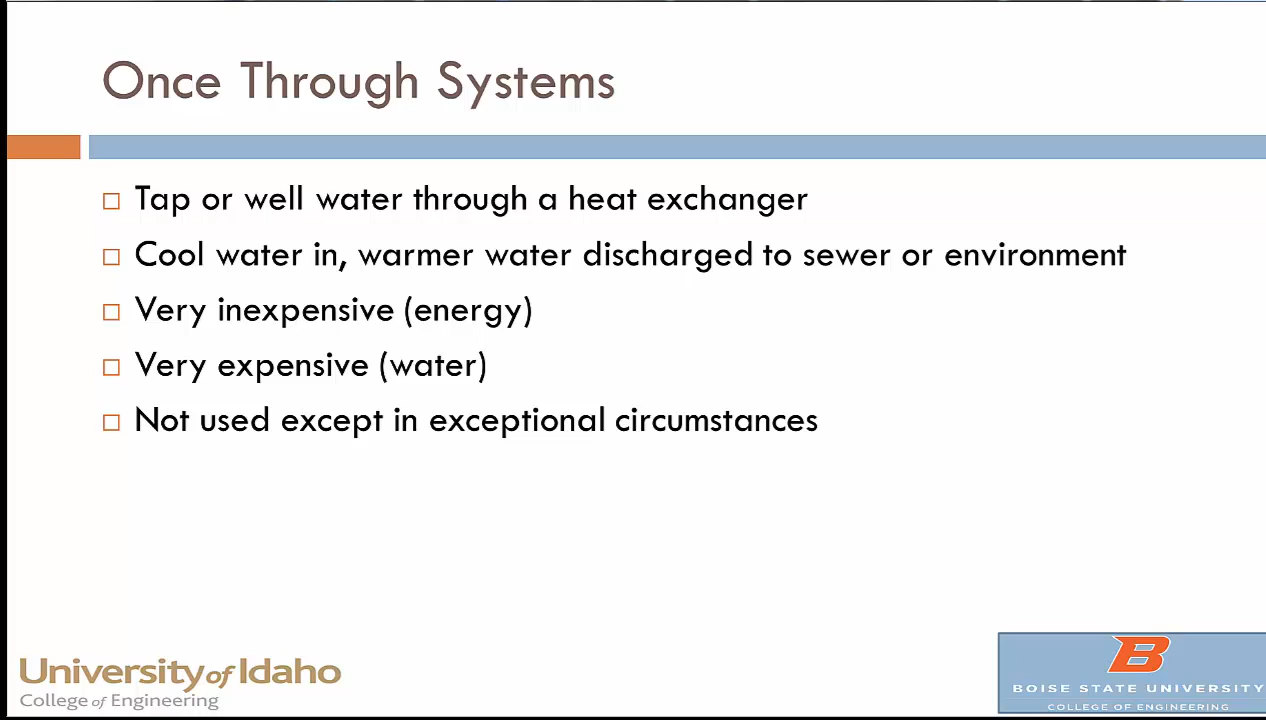 Once Through Systems
Tap or well water through a heat exchanger
Cool water in, warmer water discharged to sewer or environment
Very inexpensive (energy)
Very expensive (water)
Not used except in exceptional circumstances
University of Idaho
College of Engineering
B
BOISE STATE UNIVERSITY
COLLEGE OF ENGINEERING